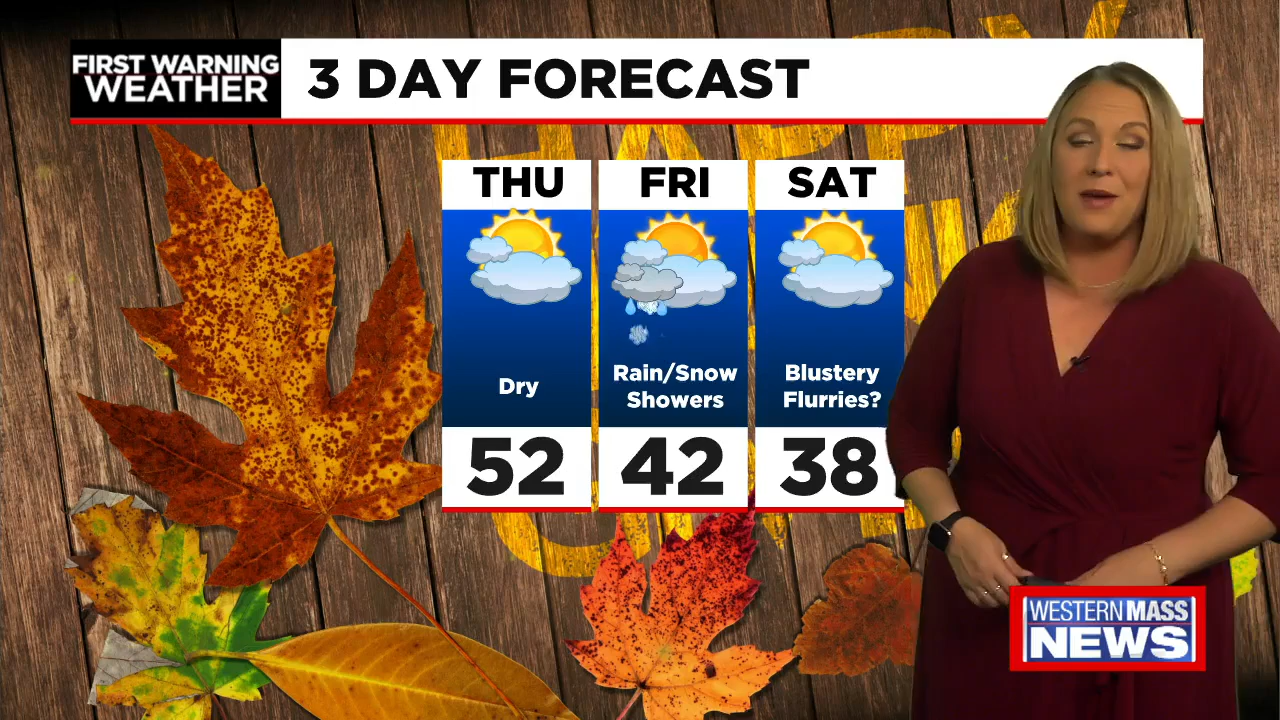 FIRST WARNING
WEATHER
3 DAY FORECAST
THU
FRI
SAT
Dry
Rain/Snow
Showers
Blustery
Flurries?
52
42
38
WESTERN MASS
NEWS